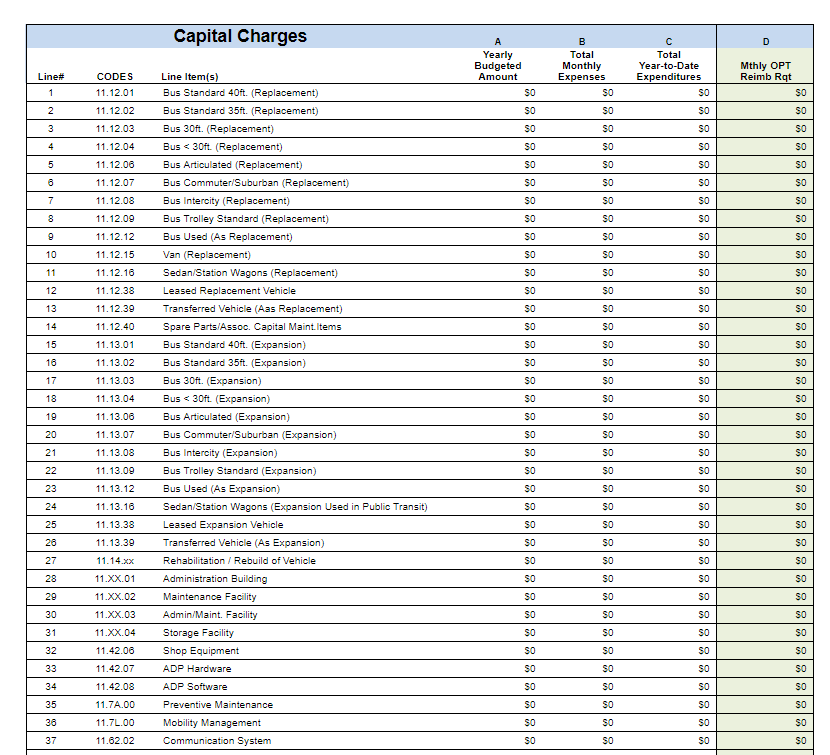 Capital Charges A B C D
Yearly Total Total
Budgeted Monthly Year-to-Date Mthly OPT
Line# CODES Line Item(s) Amount Expenses Expenditures Reimb Rqt
1 11.12.01 Bus Standard 40ft. (Replacement) $0 $0 $0 $0
2 11.12.02 Bus Standard 35ft. (Replacement) $0 $0 $0 $0
3 11.12.03 Bus 30ft. (Replacement) $0 $0 $0 $0
4 11.12.04 Bus < 30ft. (Replacement) $0 $0 $0 $0
5 11.12.06 Bus Articulated (Replacement) $0 $0 $0 $0
6 11.12.07 Bus Commuter/Suburban (Replacement) $0 $0 $0 $0
7 11.12.08 Bus Intercity (Replacement) $0 $0 $0 $0
8 11.12.09 Bus Trolley Standard (Replacement) $0 $0 $0 $0
9 11.12.12 Bus Used (As Replacement) $0 $0 $0 $0
10 11.12.15 Van (Replacement) $0 $0 $0 $0
11 11.12.16 Sedan/Station Wagons (Replacement) $0 $0 $0 $0
12 11.12.38 Leased Replacement Vehicle $0 $0 $0 $0
13 11.12.39 Transferred Vehicle (Aas Replacement) $0 $0 $0 $0
14 11.12.40 Spare Parts/Assoc. Capital Maint.Items $0 $0 $0 $0
15 11.13.01 Bus Standard 40ft. (Expansion) $0 $0 $0 $0
16 11.13.02 Bus Standard 35ft. (Expansion) $0 $0 $0 $0
17 11.13.03 Bus 30ft. (Expansion) $0 $0 $0 $0
18 11.13.04 Bus < 30ft. (Expansion) $0 $0 $0 $0
19 11.13.06 Bus Articulated (Expansion) $0 $0 $0 $0
20 11.13.07 Bus Commuter/Suburban (Expansion) $0 $0 $0 $0
21 11.13.08 Bus Intercity (Expansion) $0 $0 $0 $0
22 11.13.09 Bus Trolley Standard (Expansion) $0 $0 $0 $0
23 11.13.12 Bus Used (As Expansion) $0 $0 $0 $0
24 11.13.16 Sedan/Station Wagons (Expansion Used in Public Transit) $0 $0 $0 $0
25 11.13.38 Leased Expansion Vehicle $0 $0 $0 $0
26 11.13.39 Transferred Vehicle (As Expansion) $0 $0 $0 $0
27 11.14.xx Rehabilitation / Rebuild of Vehicle $0 $0 $0 $0
28 11.XX.01 Administration Building $0 $0 $0 $0
29 11.XX.02 Maintenance Facility $0 $0 $0 $0
30 11.XX.03 Admin/Maint. Facility $0 $0 $0 $0
31 11.XX.04 Storage Facility $0 $0 $0 $0
32 11.42.06 Shop Equipment $0 $0 $0 $0
33 11.42.07 ADP Hardware $0 $0 $0 $0
34 11.42.08 ADP Software $0 $0 $0 $0
35 11.7A.00 Preventive Maintenance $0 $0 $0 $0
36 11.7L.00 Mobility Management $0 $0 $0 $0
37 11.62.02 Communication System $0 $0 $0 $0